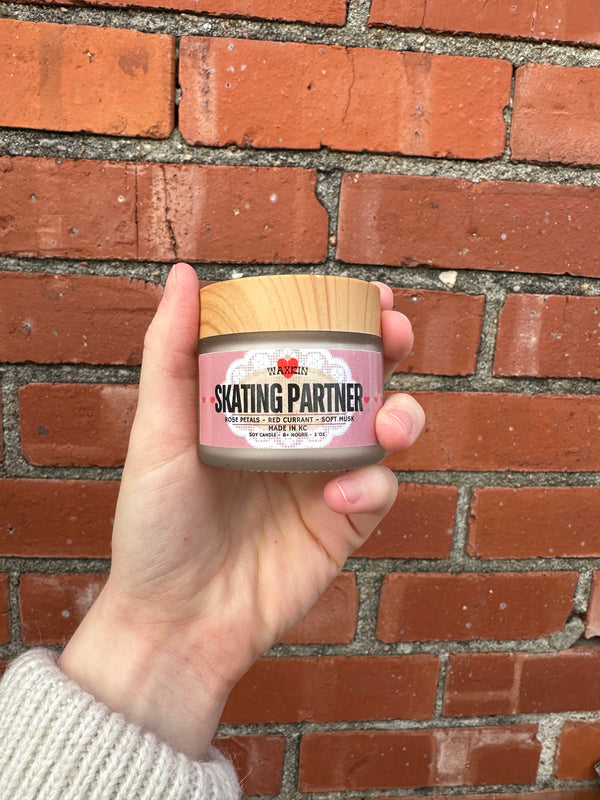 WAXKIN
SKATING PARTNER
ROSE PETALS - RED CURRANT - SOFT MUSK
MADE IN KC
SOY CANDLE - 8+ HOURS - 2 OZ.